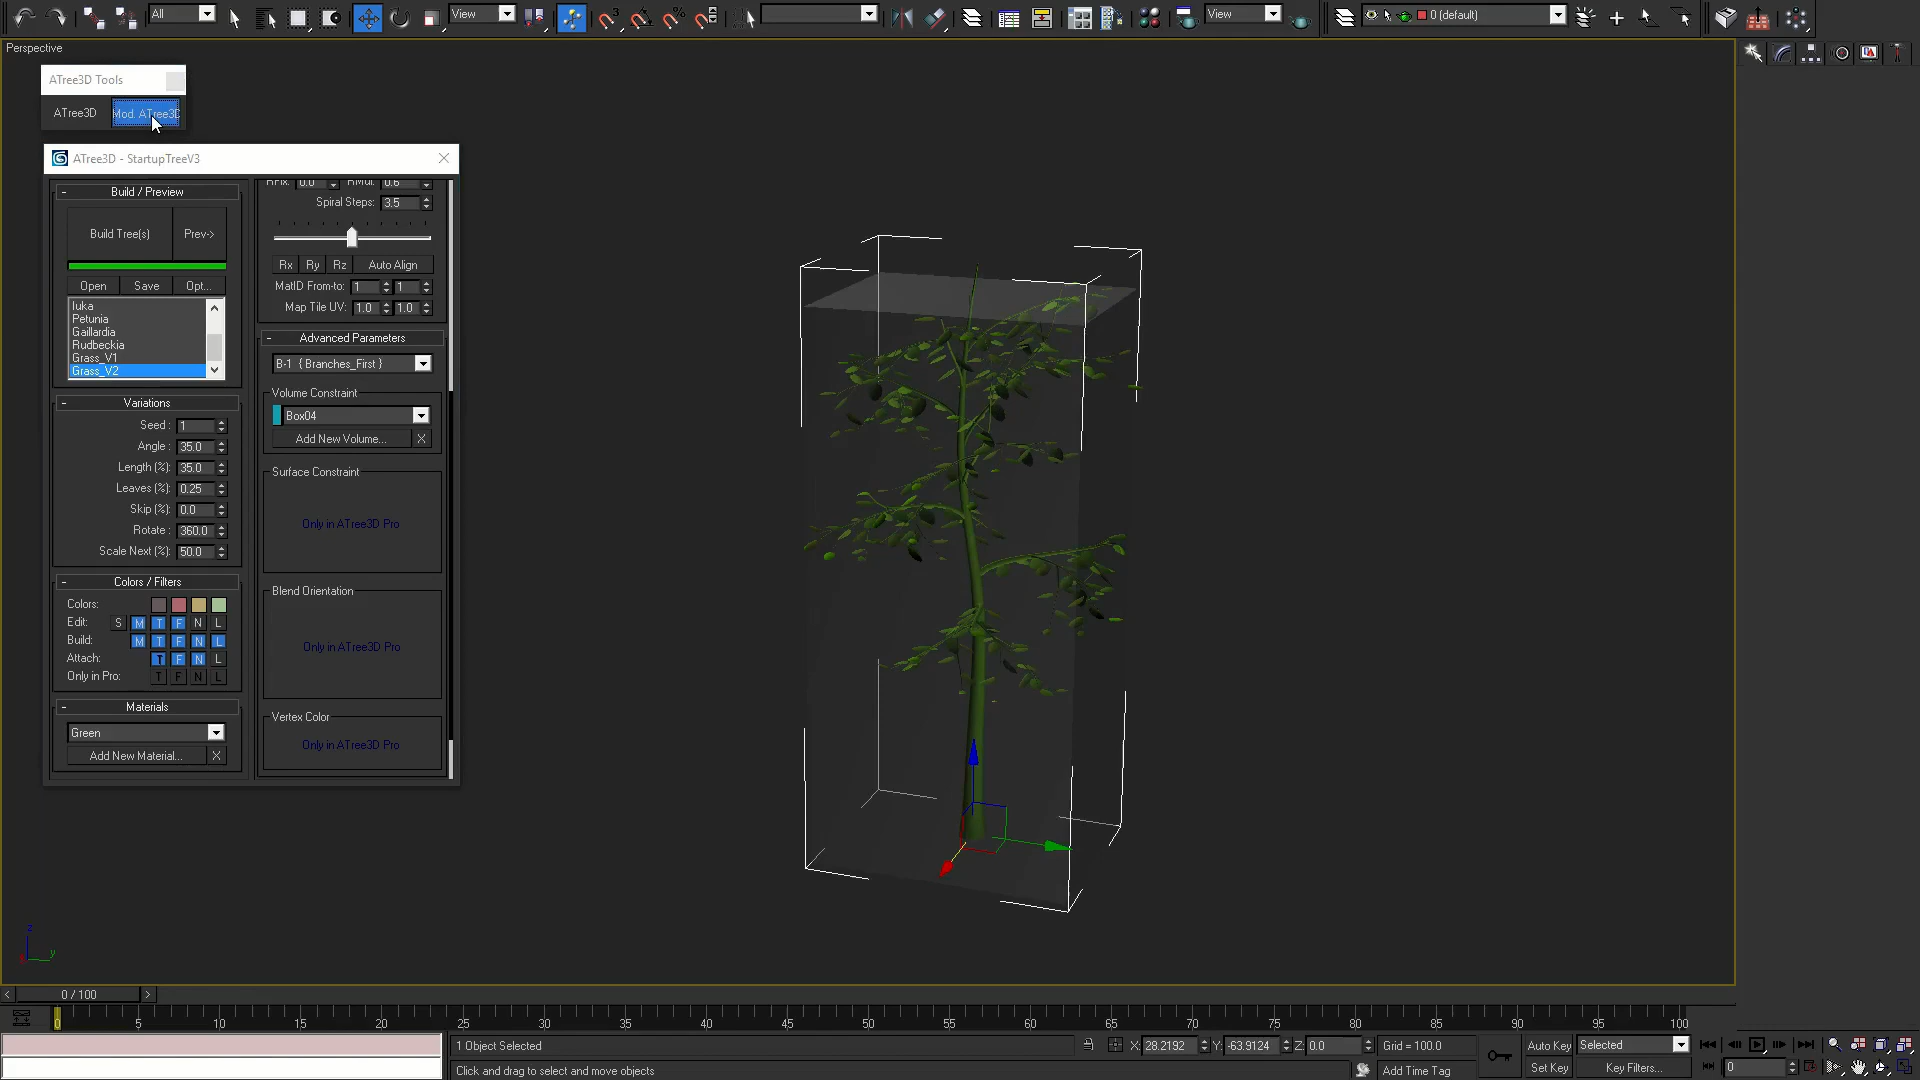 All
View
View
0 (default)
Perspective
ATree3D Tools
ATree3D
Mod. ATree3D
ATree3D - StartupTreeV3
Build / Preview
Build Tree(s)
Prev->
Open
Save
Opt...
Iuka
Petunia
Gaillardia
Rudbeckia
Grass_V1
Grass_V2
Variations
Seed : 1
Angle : 35.0
Length (%): 35.0
Leaves (%): 0.25
Skip (%): 0.0
Rotate : 360.0
Scale Next (%): 50.0
Colors / Filters
Colors:
Edit: S M T F N L
Build: M T F N L
Attach: T F N L
Only in Pro: T F N L
Materials
Green
Add New Material...
X
RFix: 0.0 RMul: 0.6
Spiral Steps: 3.5
Rx Ry Rz Auto Align
MatID From-to: 1 1
Map Tile UV: 1.0 1.0
Advanced Parameters
B-1 { Branches_First }
Volume Constraint
Box04
Add New Volume...
X
Surface Constraint
Only in ATree3D Pro
Blend Orientation
Only in ATree3D Pro
Vertex Color
Only in ATree3D Pro
z
y
< 0 / 100 >
0 5 10 15 20 25 30 35 40 45 50 55 60 65 70 75 80 85 90 95 100
1 Object Selected
X: 28.2192 Y: -63.9124 Z: 0.0
Grid = 100.0
Auto Key
Selected
Click and drag to select and move objects
Add Time Tag
Set Key
Key Filters...
0